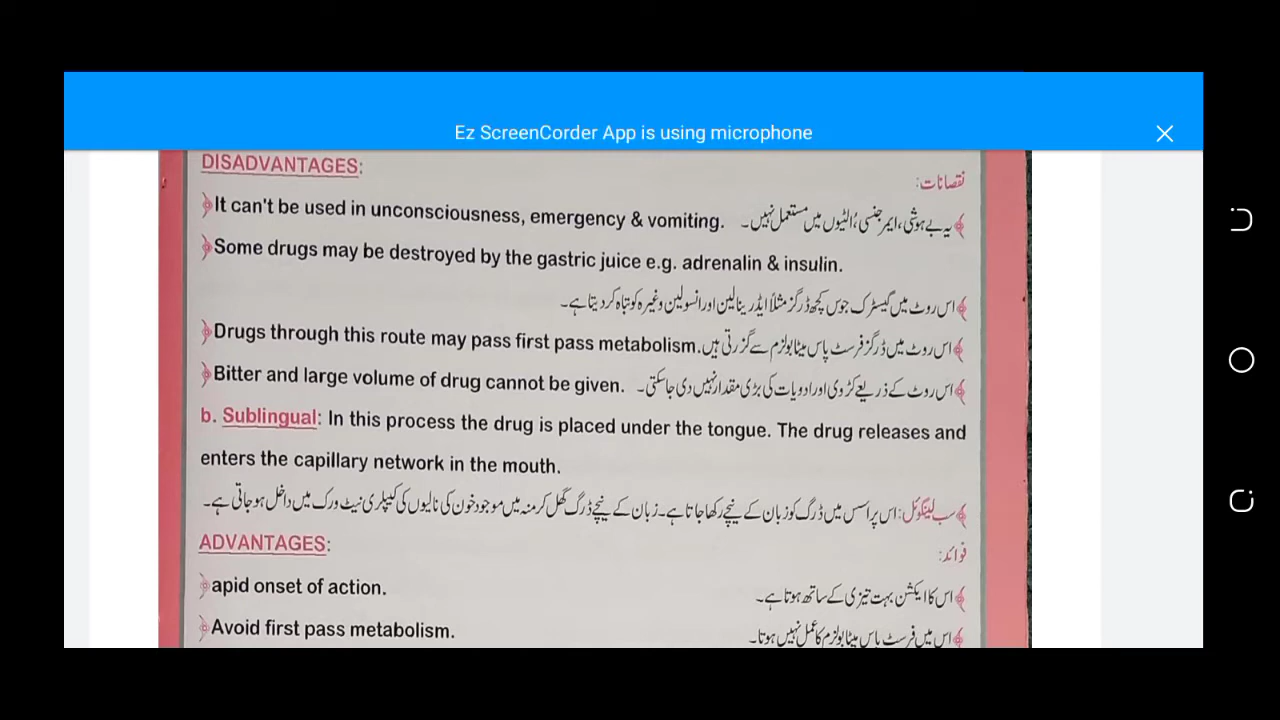 Ez ScreenCorder App is using microphone
DISADVANTAGES:
نقصانات:
It can't be used in unconsciousness, emergency & vomiting. یہ بے ہوشی، ایمرجنسی، اُلٹیوں میں مستعمل نہیں۔
Some drugs may be destroyed by the gastric juice e.g. adrenalin & insulin.
اس روٹ میں گیسٹرک جوس کچھ ڈرگز مثلاً ایڈرینالین اور انسولین وغیرہ کو تباہ کر دیتا ہے۔
Drugs through this route may pass first pass metabolism. اس روٹ میں ڈرگز فرسٹ پاس میٹابولزم سے گزرتی ہیں
Bitter and large volume of drug cannot be given. اس روٹ کے ذریعے کڑوی اور ادویات کی بڑی مقدار نہیں دی جاسکتی۔
b. Sublingual: In this process the drug is placed under the tongue. The drug releases and
enters the capillary network in the mouth.
سب لینگوئل: اس پراسس میں ڈرگ کو زبان کے نیچے رکھا جاتا ہے۔ زبان کے نیچے ڈرگ گھل کر منہ میں موجود خون کی نالیوں کی کیپلری نیٹ ورک میں داخل ہو جاتی ہے۔
ADVANTAGES:
فوائد:
apid onset of action. اس کا ایکشن بہت تیزی کے ساتھ ہوتا ہے۔
Avoid first pass metabolism. اس میں فرسٹ پاس میٹابولزم کا عمل نہیں ہوتا۔